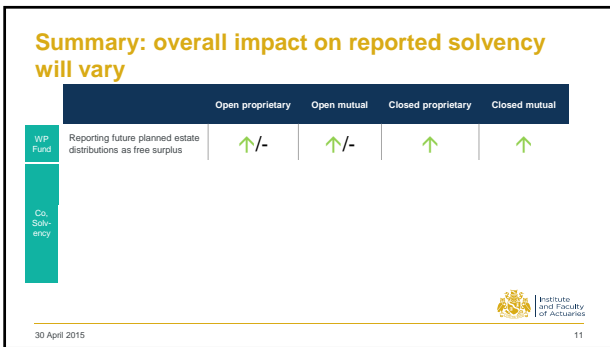 Summary: overall impact on reported solvency
will vary
Open proprietary Open mutual Closed proprietary Closed mutual
WP
Fund
Reporting future planned estate
distributions as free surplus
↑/- ↑/- ↑ ↑
Co,
Solv-
ency
Institute
and Faculty
of Actuaries
30 April 2015 11